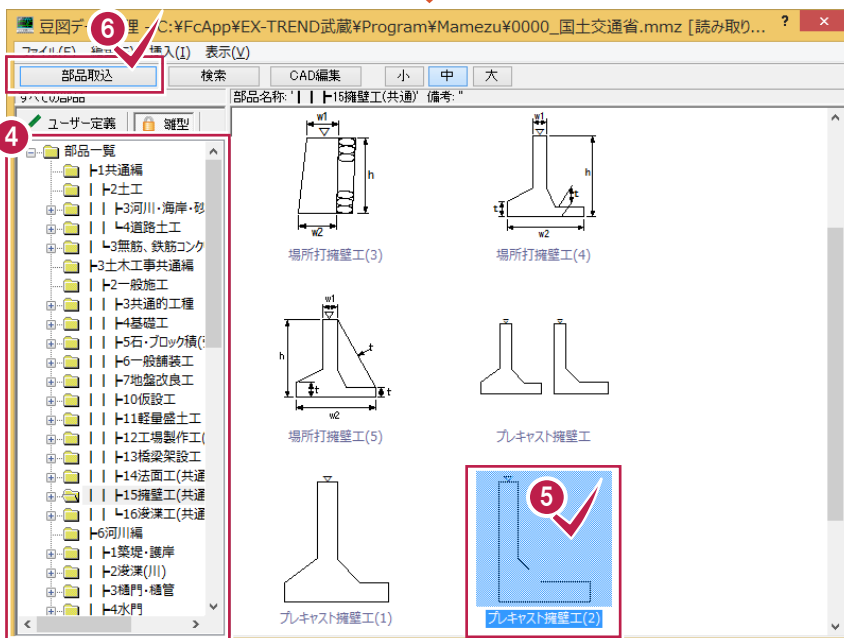 豆図データ管理 - C:¥FcApp¥EX-TREND武蔵¥Program¥Mamezu¥0000_国土交通省.mmz [読み取り... ? ×
6
ファイル(F) 挿入(I) 表示(V)
部品取込 検索 CAD編集 小 中 大
すべての部品
部品名称:'| | ┣15擁壁工(共通)' 備考:''
ユーザー定義 雛型
4
部品一覧
┣1共通編
| ┣2土工
| | ┣3河川・海岸・砂
| | ┗4道路土工
| ┗3無筋、鉄筋コンク
┣3土木工事共通編
| ┣2一般施工
| | ┣3共通的工種
| | ┣4基礎工
| | ┣5石・ブロック積(
| | ┣6一般舗装工
| | ┣7地盤改良工
| | ┣10仮設工
| | ┣11軽量盛土工
| | ┣12工場製作工(
| | ┣13橋梁架設工
| | ┣14法面工(共通
| | ┣15擁壁工(共通
| | ┗16浚渫工(共通
┣6河川編
| ┣1築堤・護岸
| ┣2浚渫(川)
| ┣3樋門・樋管
| ┣4水門
w1
h
w2
場所打擁壁工(3)
w1
h
t
t
w2
場所打擁壁工(4)
w1
h
t
t
t
w2
場所打擁壁工(5)
プレキャスト擁壁工
プレキャスト擁壁工(1)
5
プレキャスト擁壁工(2)